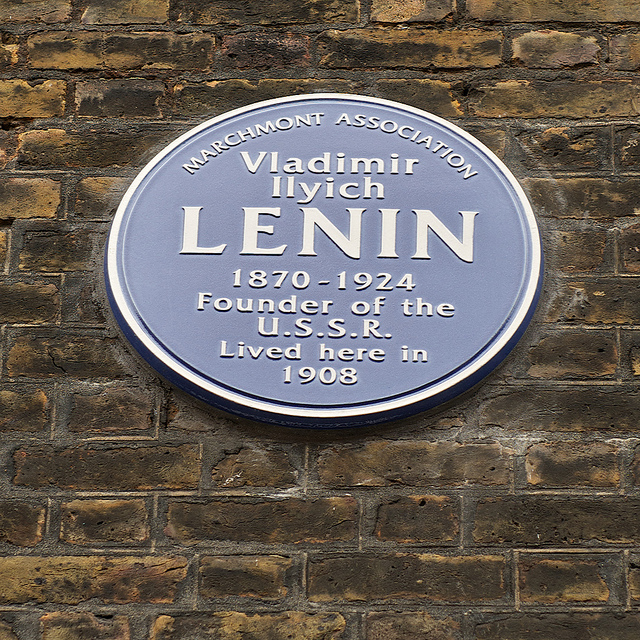 MARCHMONT ASSOCIATION
Vladimir
Ilyich
LENIN
1870-1924
Founder of the
U.S.S.R.
Lived here in
1908